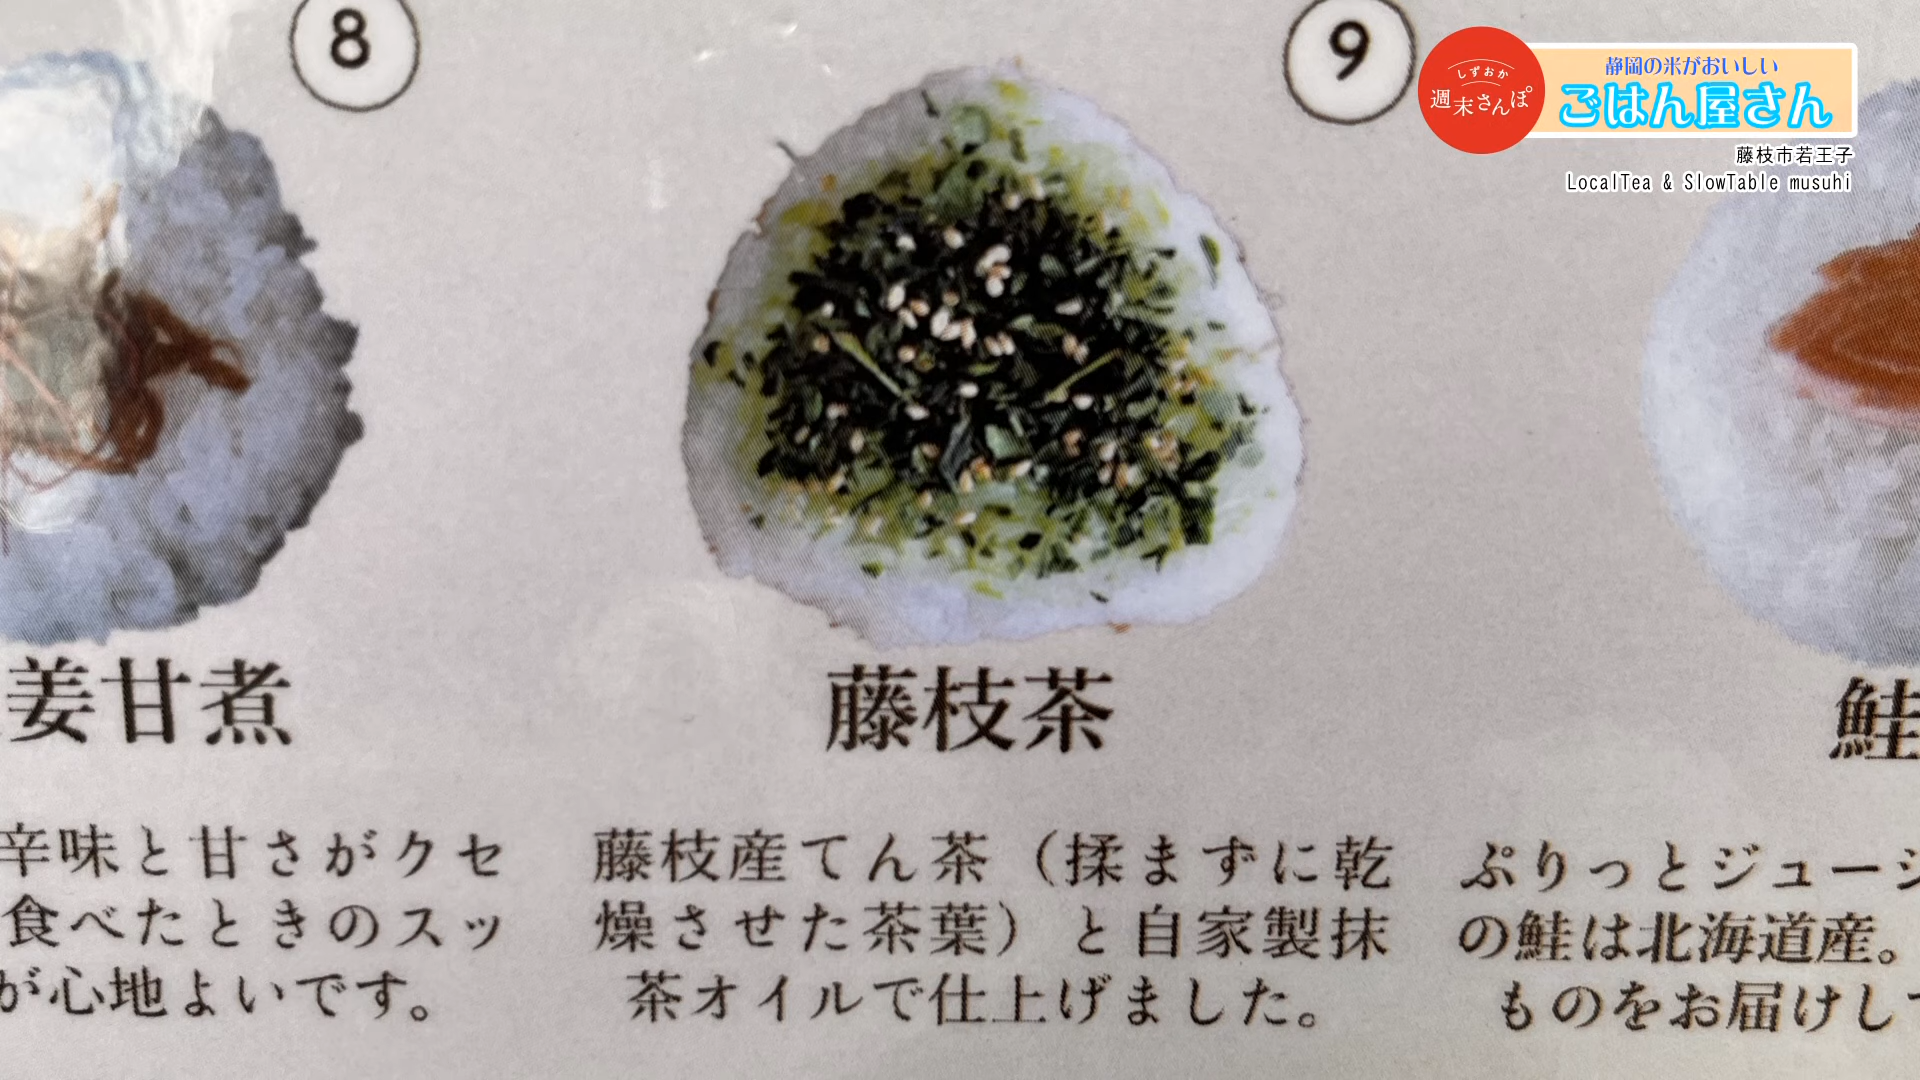 8
9
しずおか
週末さんぽ
静岡の米がおいしい
ごはん屋さん
藤枝市若王子
LocalTea & SlowTable musuhi
姜甘煮
辛味と甘さがクセ
食べたときのスッ
が心地よいです。
藤枝茶
藤枝産てん茶（揉まずに乾
燥させた茶葉）と自家製抹
茶オイルで仕上げました。
鮭
ぷりっとジューシ
の鮭は北海道産。
ものをお届けして